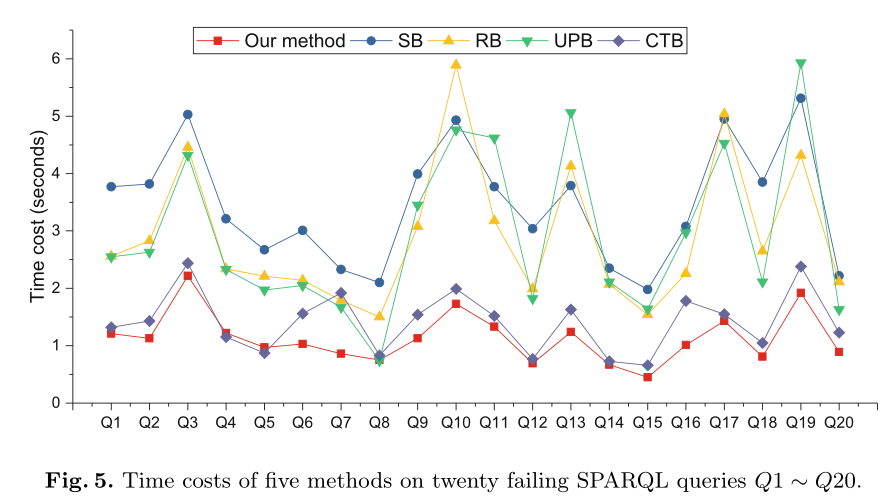 Our method SB RB UPB CTB
6
5
4
3
2
1
0
Time cost (seconds)
Q1 Q2 Q3 Q4 Q5 Q6 Q7 Q8 Q9 Q10 Q11 Q12 Q13 Q14 Q15 Q16 Q17 Q18 Q19 Q20
Fig. 5. Time costs of five methods on twenty failing SPARQL queries Q1 ∼ Q20.